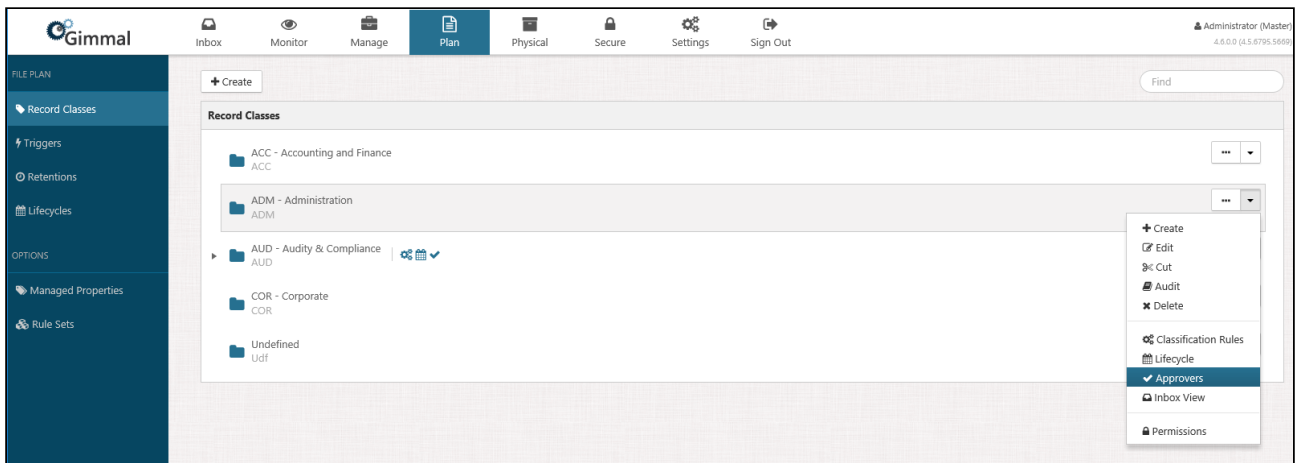 Gimmal
Inbox
Monitor
Manage
Plan
Physical
Secure
Settings
Sign Out
Administrator (Master)
4.6.0.0 (4.5.6795.5669)
FILE PLAN
Record Classes
Triggers
Retentions
Lifecycles
OPTIONS
Managed Properties
Rule Sets
Create
Find
Record Classes
ACC - Accounting and Finance
ACC
ADM - Administration
ADM
AUD - Audity & Compliance
AUD
COR - Corporate
COR
Undefined
Udf
Create
Edit
Cut
Audit
Delete
Classification Rules
Lifecycle
Approvers
Inbox View
Permissions